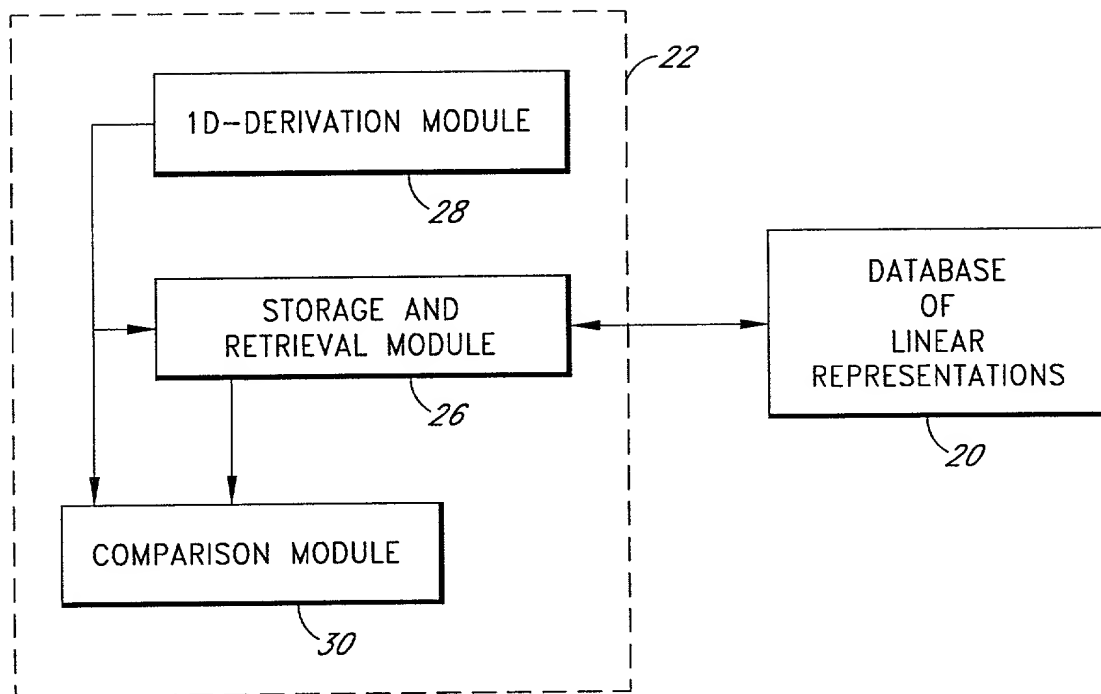 22
1D-DERIVATION MODULE
28
STORAGE AND
RETRIEVAL MODULE
26
DATABASE
OF
LINEAR
REPRESENTATIONS
20
COMPARISON MODULE
30